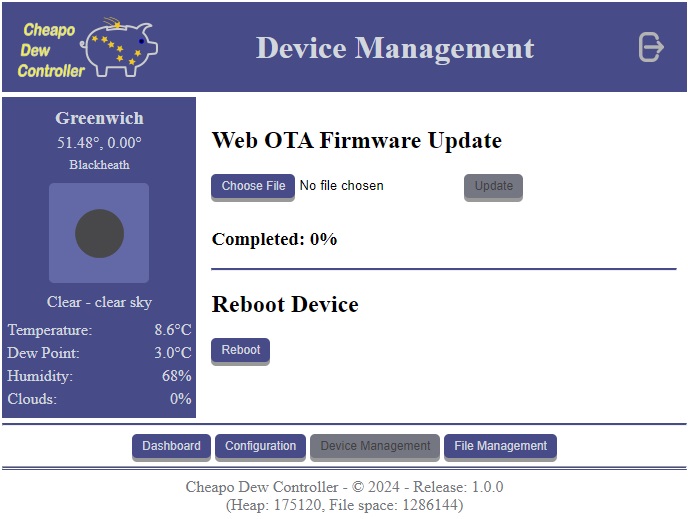 Cheapo
Dew
Controller
Device Management
Greenwich
51.48°, 0.00°
Blackheath
Clear - clear sky
Temperature: 8.6°C
Dew Point: 3.0°C
Humidity: 68%
Clouds: 0%
Web OTA Firmware Update
Choose File No file chosen Update
Completed: 0%
Reboot Device
Reboot
Dashboard Configuration Device Management File Management
Cheapo Dew Controller - © 2024 - Release: 1.0.0
(Heap: 175120, File space: 1286144)